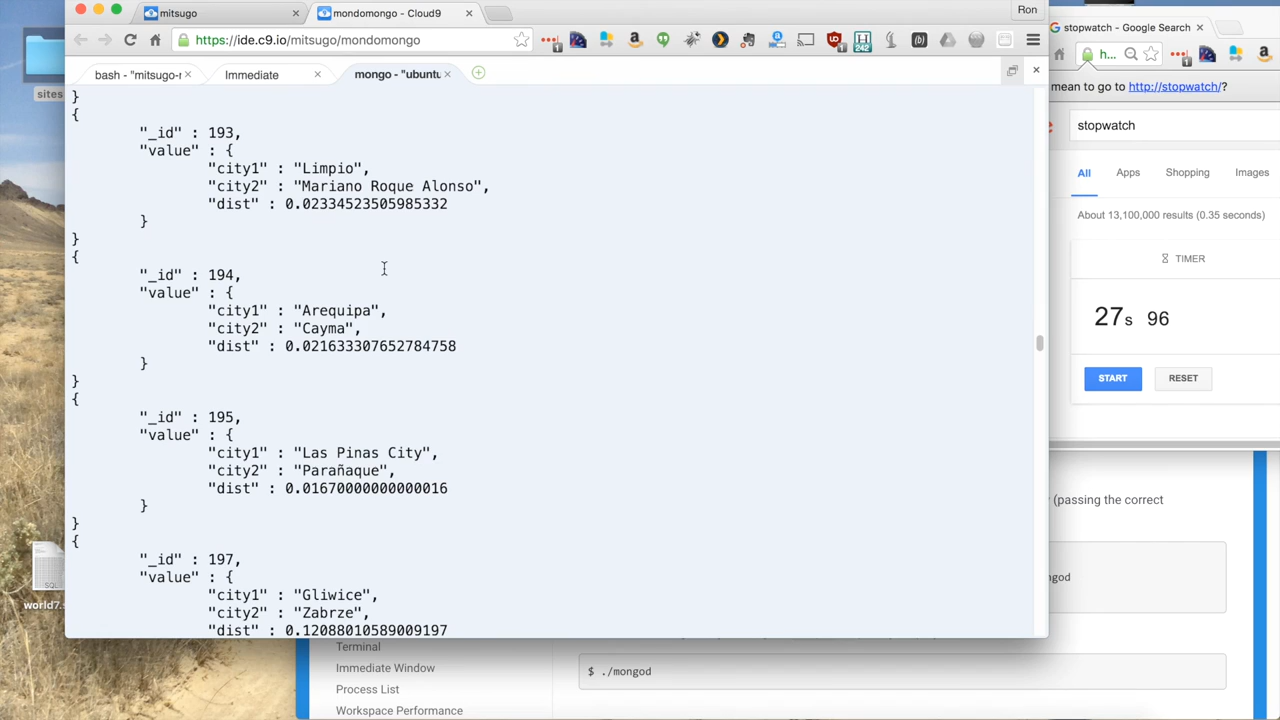 mitsugo
mondomongo - Cloud9
Ron
https://ide.c9.io/mitsugo/mondomongo
bash - "mitsugo-r
Immediate
mongo - "ubuntu
}
{
"_id" : 193,
"value" : {
"city1" : "Limpio",
"city2" : "Mariano Roque Alonso",
"dist" : 0.02334523505985332
}
}
{
"_id" : 194,
"value" : {
"city1" : "Arequipa",
"city2" : "Cayma",
"dist" : 0.021633307652784758
}
}
{
"_id" : 195,
"value" : {
"city1" : "Las Pinas City",
"city2" : "Parañaque",
"dist" : 0.01670000000000016
}
}
{
"_id" : 197,
"value" : {
"city1" : "Gliwice",
"city2" : "Zabrze",
"dist" : 0.12088010589009197
sites
SQL
world7.s
stopwatch - Google Search
h...
mean to go to http://stopwatch/?
stopwatch
All Apps Shopping Images
About 13,100,000 results (0.35 seconds)
TIMER
27s 96
START RESET
(passing the correct
ngod
$ ./mongod
Terminal
Immediate Window
Process List
Workspace Performance